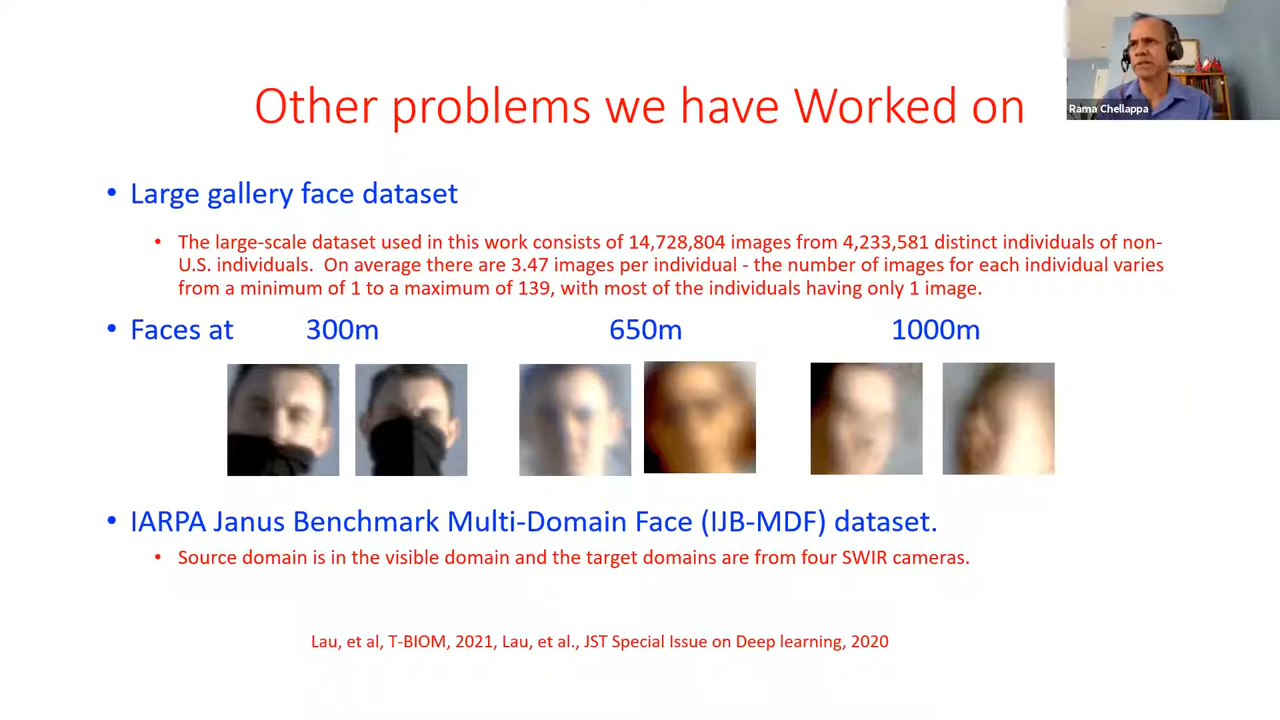 Rama Chellappa
Other problems we have Worked on
• Large gallery face dataset
• The large-scale dataset used in this work consists of 14,728,804 images from 4,233,581 distinct individuals of non-
U.S. individuals.  On average there are 3.47 images per individual - the number of images for each individual varies
from a minimum of 1 to a maximum of 139, with most of the individuals having only 1 image.
• Faces at 300m 650m 1000m
• IARPA Janus Benchmark Multi-Domain Face (IJB-MDF) dataset.
• Source domain is in the visible domain and the target domains are from four SWIR cameras.
Lau, et al, T-BIOM, 2021, Lau, et al., JST Special Issue on Deep learning, 2020